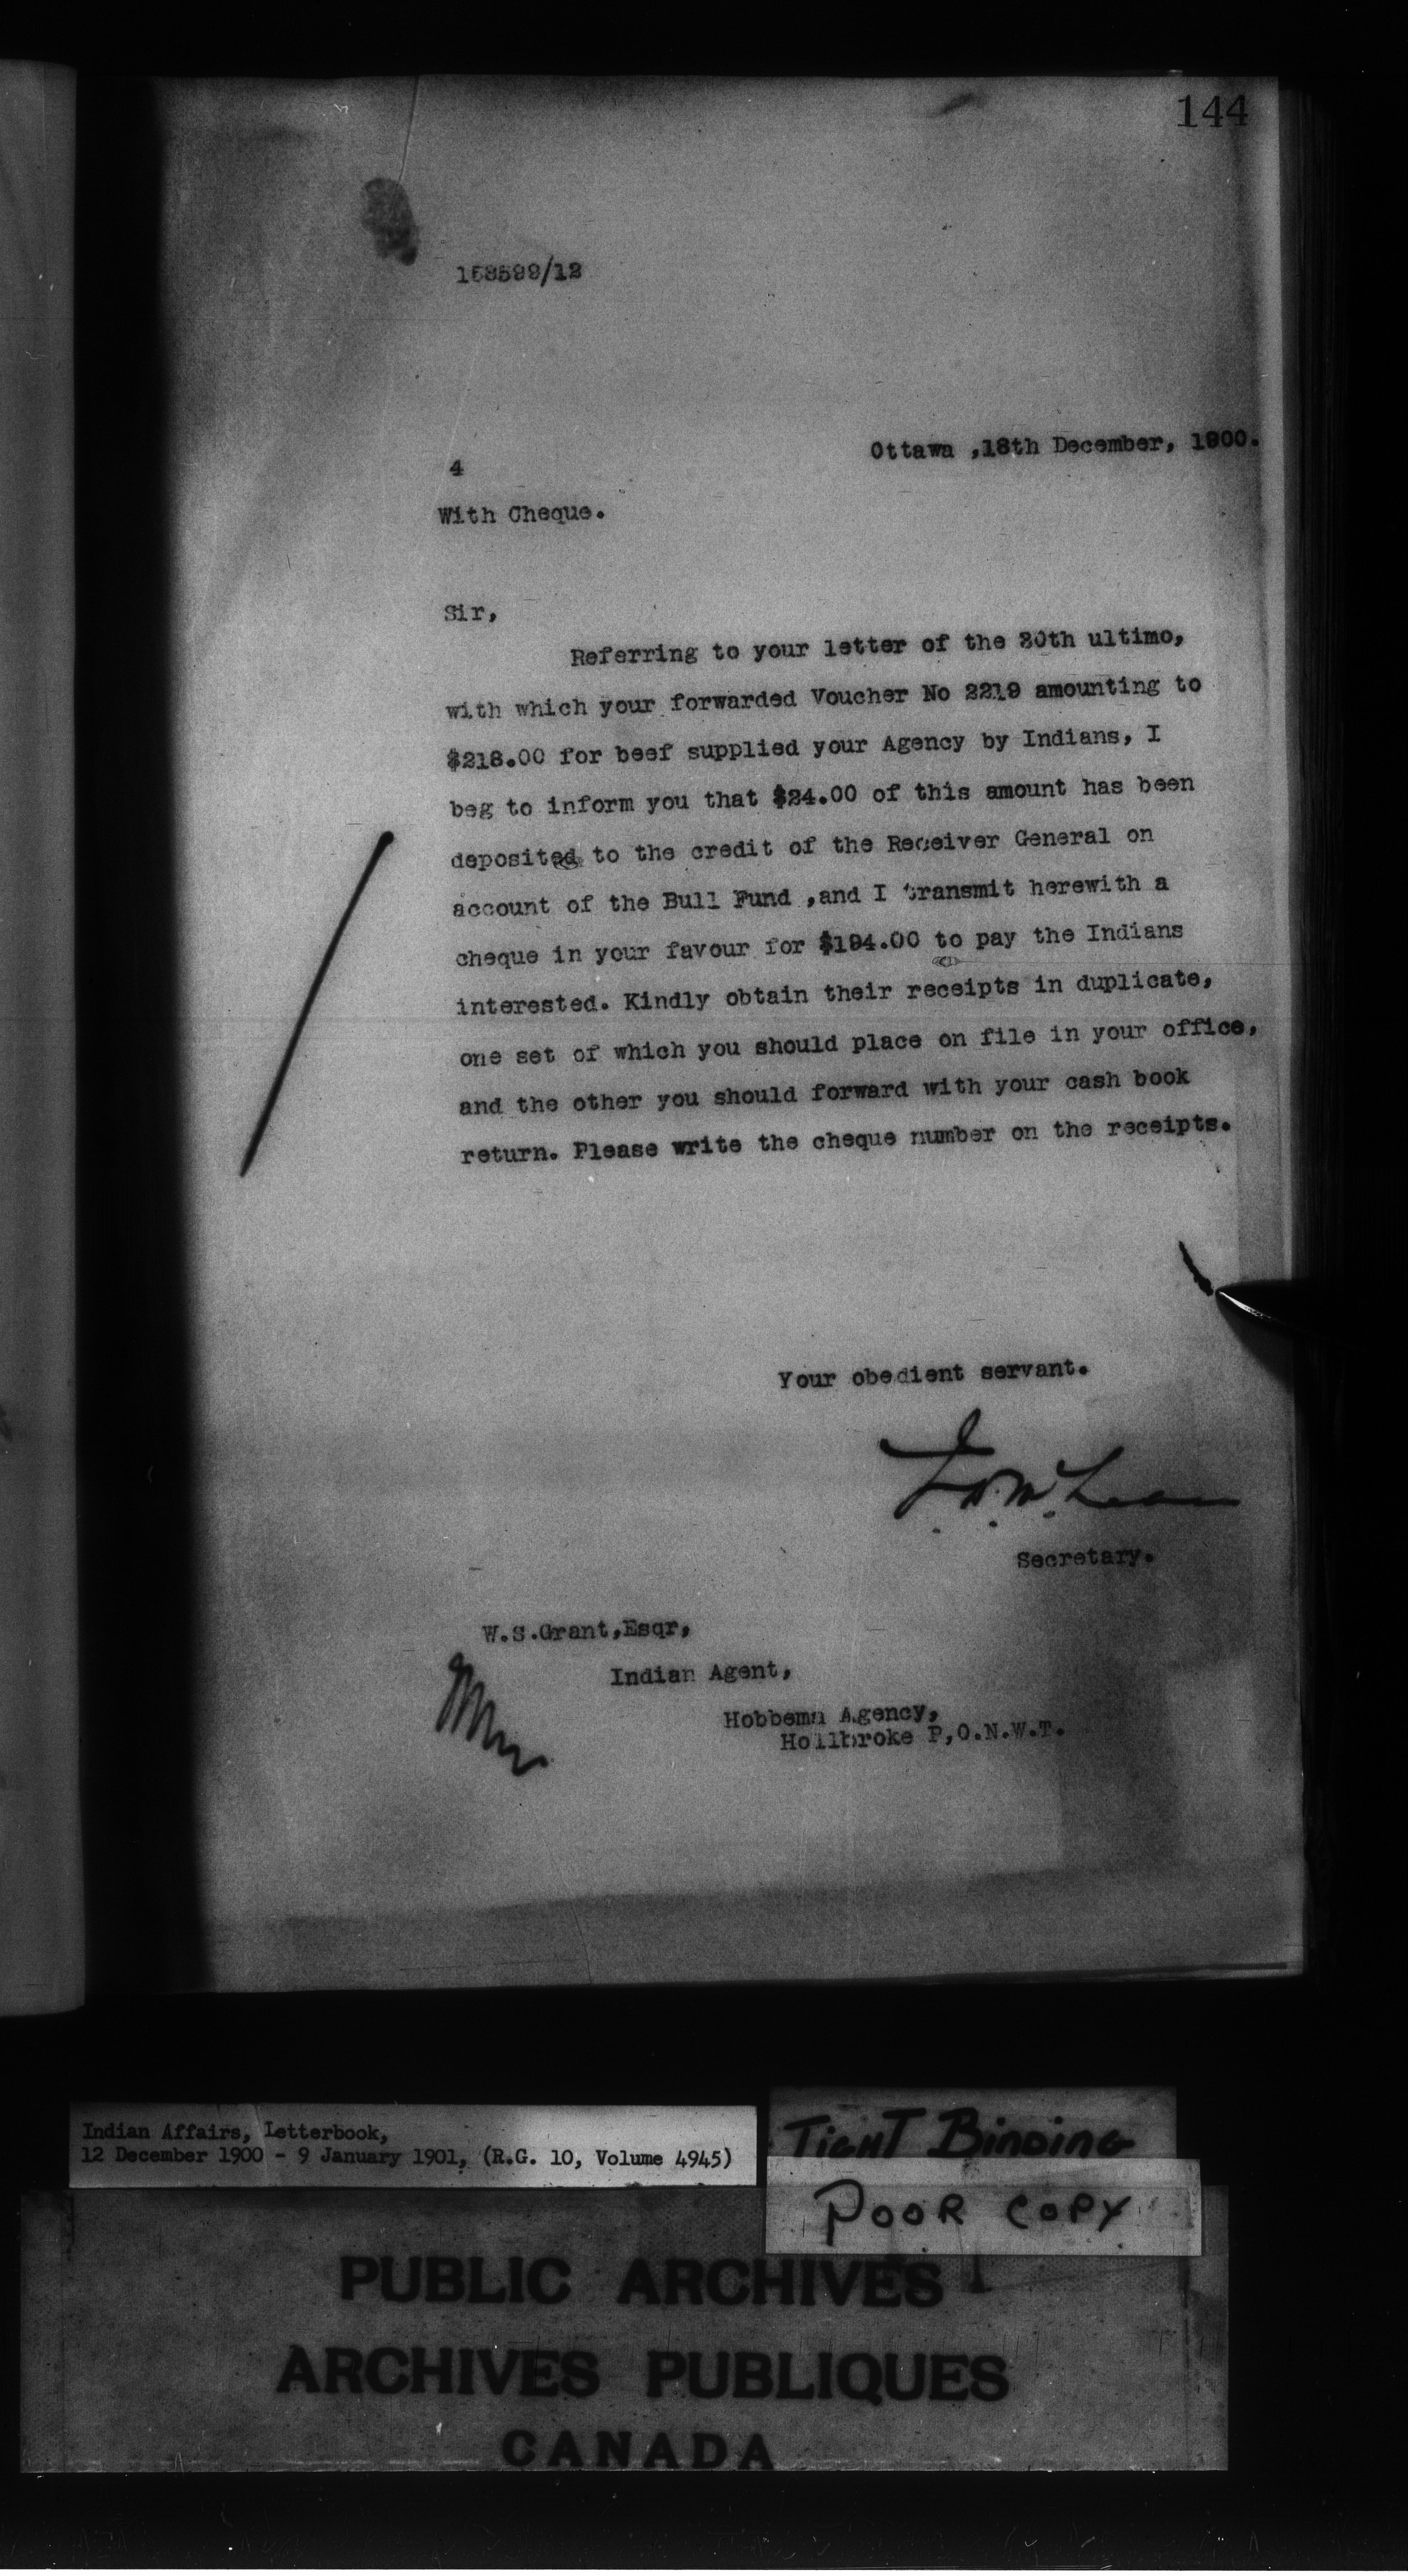 144
158599/12
Ottawa ,18th December, 1900.
4
With Cheque.
Sir,
Referring to your letter of the 30th ultimo,
with which your forwarded Voucher No 2219 amounting to
$218.00 for beef supplied your Agency by Indians, I
beg to inform you that $24.00 of this amount has been
deposited to the credit of the Receiver General on
account of the Bull Fund ,and I transmit herewith a
cheque in your favour for $194.00 to pay the Indians
interested. Kindly obtain their receipts in duplicate,
one set of which you should place on file in your office,
and the other you should forward with your cash book
return. Please write the cheque number on the receipts.
Your obedient servant.
J.D.McLean
Secretary.
W.S.Grant,Esqr,
Indian Agent,
Hobbema Agency,
Hollbroke P,O.N.W.T.
Indian Affairs, Letterbook,
12 December 1900 - 9 January 1901, (R.G. 10, Volume 4945)
TIGHT BINDING
POOR COPY
PUBLIC ARCHIVES
ARCHIVES PUBLIQUES
CANADA